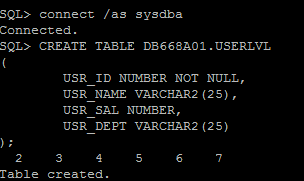 SQL> connect /as sysdba
Connected.
SQL> CREATE TABLE DB668A01.USERLVL
(
USR_ID NUMBER NOT NULL,
USR_NAME VARCHAR2(25),
USR_SAL NUMBER,
USR_DEPT VARCHAR2(25)
);
2 3 4 5 6 7
Table created.